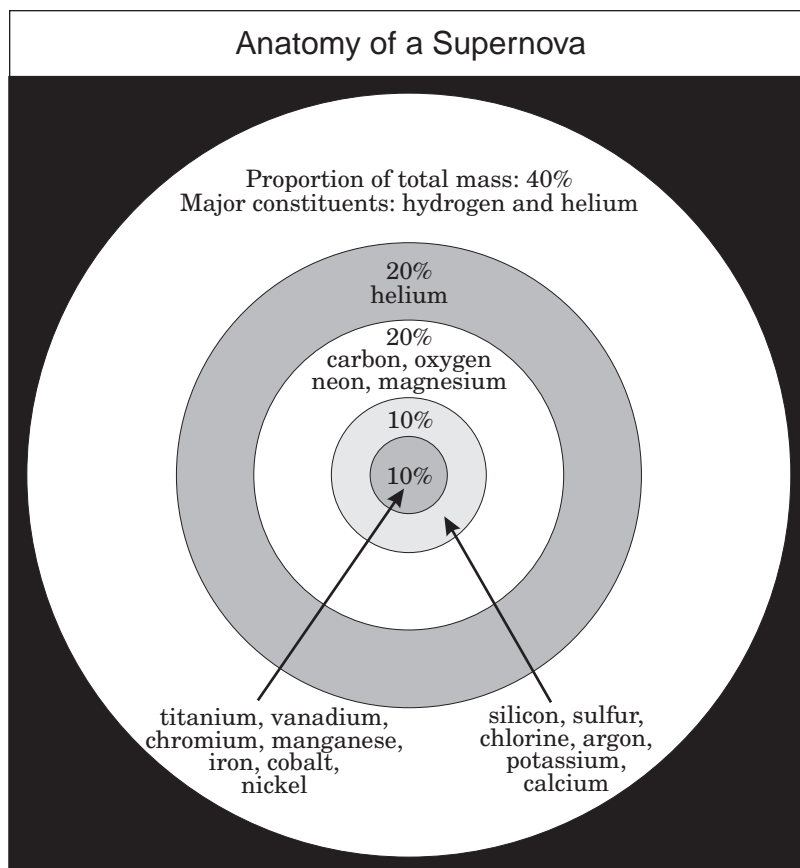 Anatomy of a Supernova
Proportion of total mass: 40%
Major constituents: hydrogen and helium
20%
helium
20%
carbon, oxygen
neon, magnesium
10%
10%
titanium, vanadium,
chromium, manganese,
iron, cobalt,
nickel
silicon, sulfur,
chlorine, argon,
potassium,
calcium